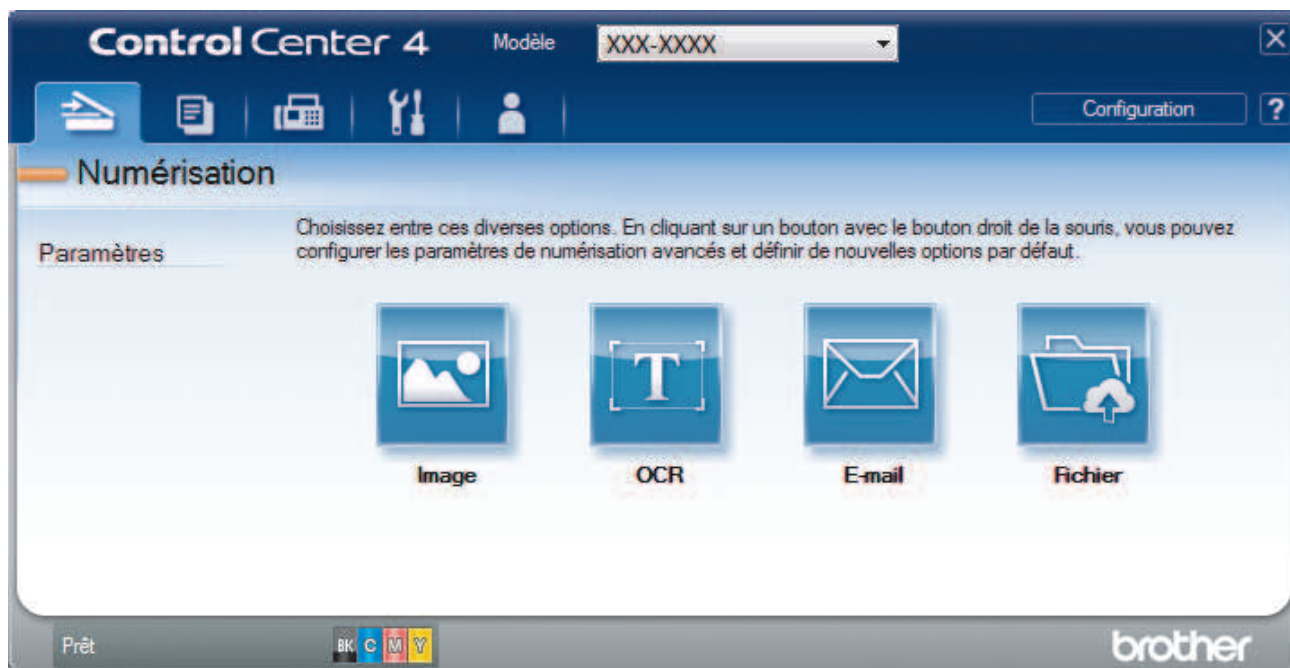 ControlCenter 4 Modèle XXX-XXXX
Configuration ?
Numérisation
Paramètres
Choisissez entre ces diverses options. En cliquant sur un bouton avec le bouton droit de la souris, vous pouvez
configurer les paramètres de numérisation avancés et définir de nouvelles options par défaut.
T
Image OCR E-mail Fichier
Prêt BK C M Y brother